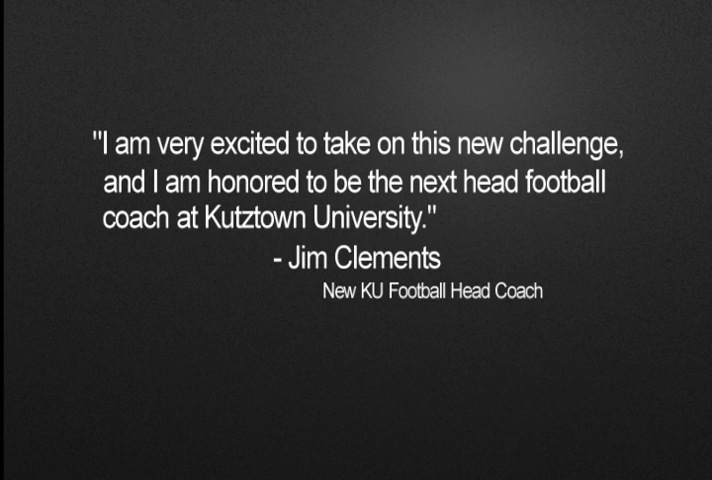 "I am very excited to take on this new challenge,
and I am honored to be the next head football
coach at Kutztown University."
- Jim Clements
New KU Football Head Coach